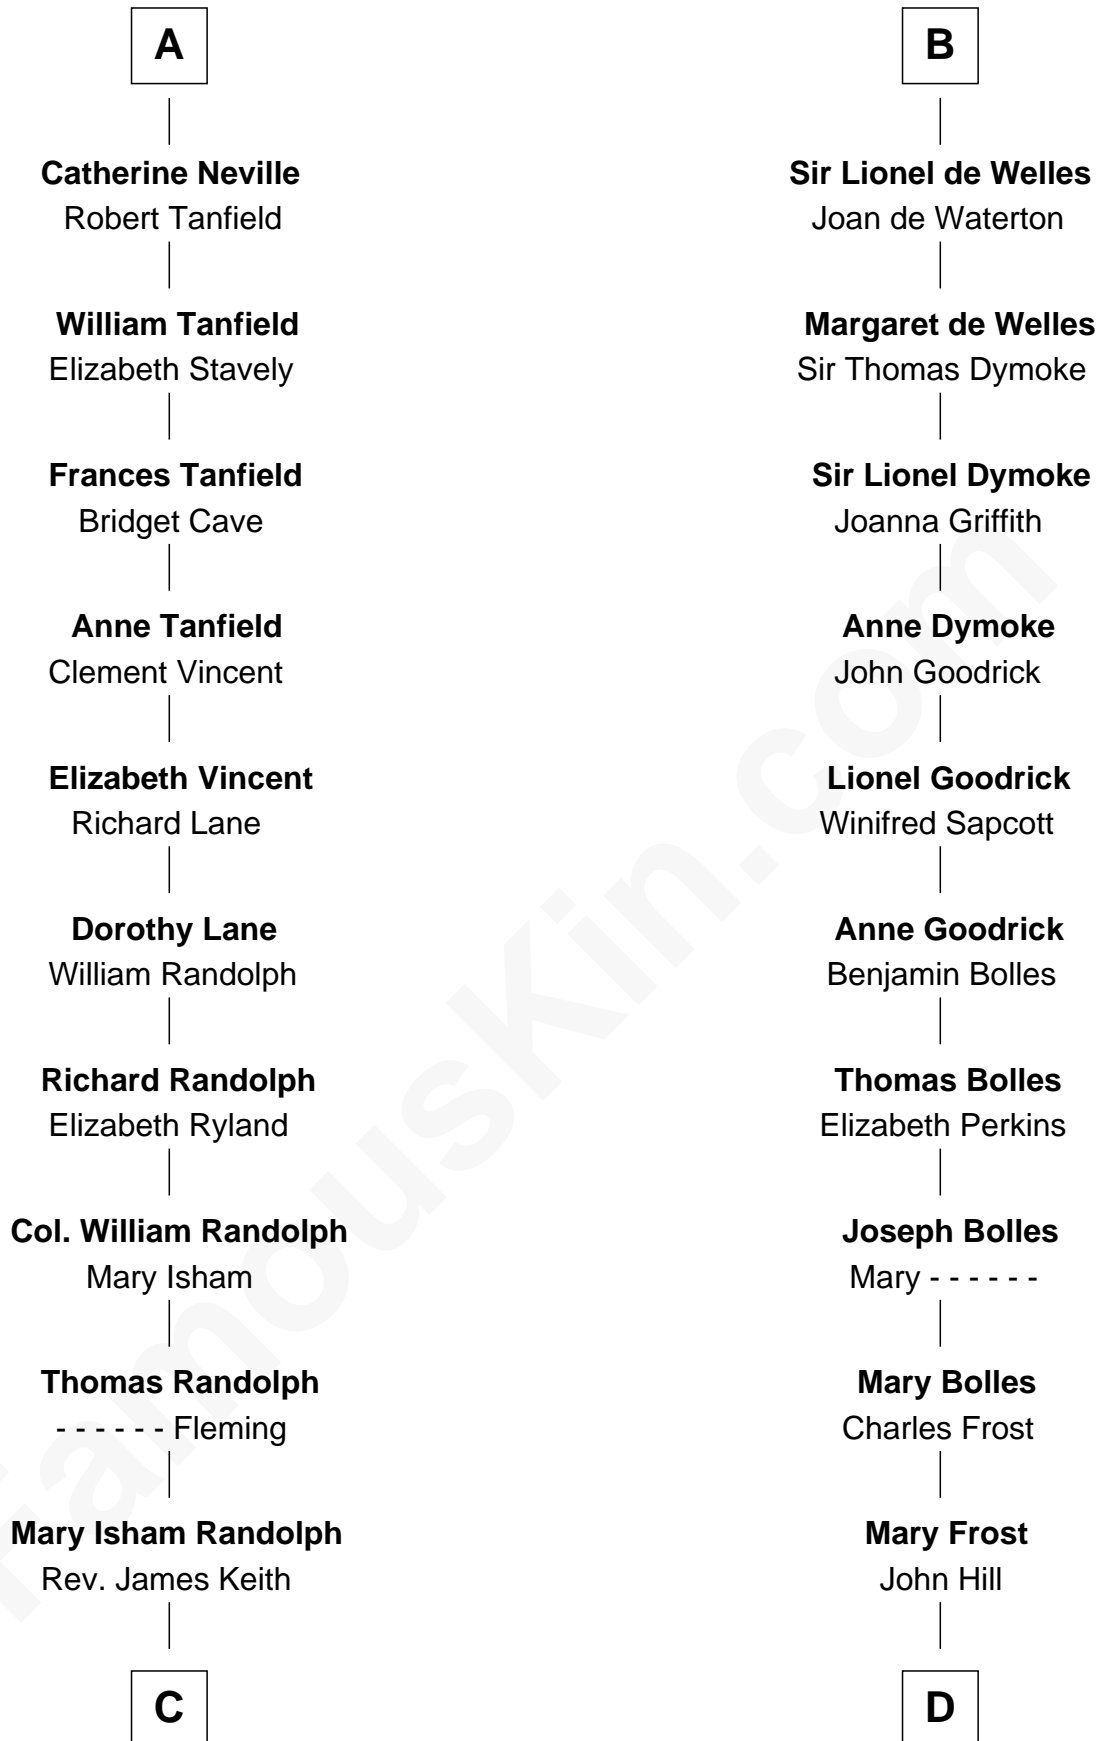 A
Catherine Neville
Robert Tanfield
William Tanfield
Elizabeth Stavely
Frances Tanfield
Bridget Cave
Anne Tanfield
Clement Vincent
Elizabeth Vincent
Richard Lane
Dorothy Lane
William Randolph
Richard Randolph
Elizabeth Ryland
Col. William Randolph
Mary Isham
Thomas Randolph
- - - - - - Fleming
Mary Isham Randolph
Rev. James Keith
C
B
Sir Lionel de Welles
Joan de Waterton
Margaret de Welles
Sir Thomas Dymoke
Sir Lionel Dymoke
Joanna Griffith
Anne Dymoke
John Goodrick
Lionel Goodrick
Winifred Sapcott
Anne Goodrick
Benjamin Bolles
Thomas Bolles
Elizabeth Perkins
Joseph Bolles
Mary - - - - - -
Mary Bolles
Charles Frost
Mary Frost
John Hill
D
FamousKin.com